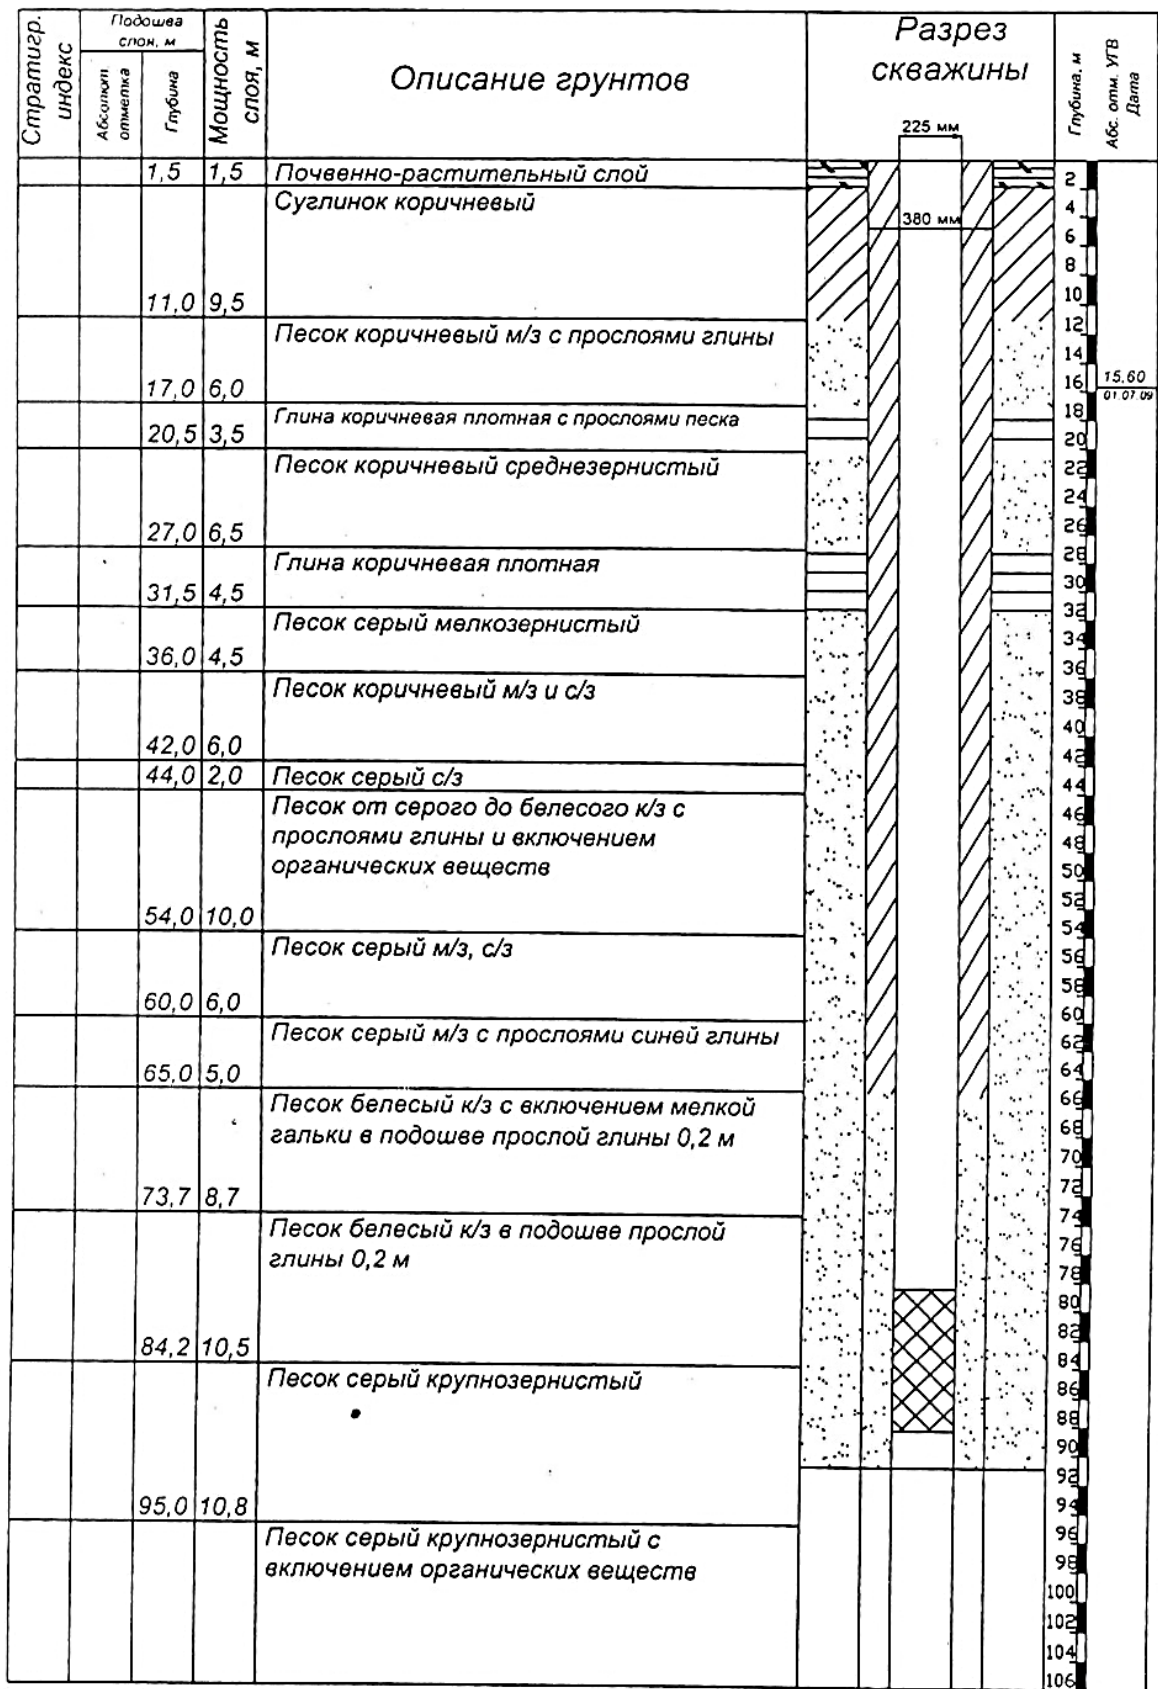 Стратигр. индекс
Подошва слоя, м
Абсолют. отметка
Глубина
Мощность слоя, м
Описание грунтов
Разрез скважины
Глубина, м
Абс. отм. УГВ
Дата
225 мм
380 мм
1,5 1,5 Почвенно-растительный слой
Суглинок коричневый
11,0 9,5
Песок коричневый м/з с прослоями глины
17,0 6,0
Глина коричневая плотная с прослоями песка
20,5 3,5
Песок коричневый среднезернистый
27,0 6,5
Глина коричневая плотная
31,5 4,5
Песок серый мелкозернистый
36,0 4,5
Песок коричневый м/з и с/з
42,0 6,0
44,0 2,0 Песок серый с/з
Песок от серого до белесого к/з с
прослоями глины и включением
органических веществ
54,0 10,0
Песок серый м/з, с/з
60,0 6,0
Песок серый м/з с прослоями синей глины
65,0 5,0
Песок белесый к/з с включением мелкой
гальки в подошве прослой глины 0,2 м
73,7 8,7
Песок белесый к/з в подошве прослой
глины 0,2 м
84,2 10,5
Песок серый крупнозернистый
95,0 10,8
Песок серый крупнозернистый с
включением органических веществ
2
4
6
8
10
12
14
16
18
20
22
24
26
28
30
32
34
36
38
40
42
44
46
48
50
52
54
56
58
60
62
64
66
68
70
72
74
76
78
80
82
84
86
88
90
92
94
96
98
100
102
104
106
15,60
01.07.09